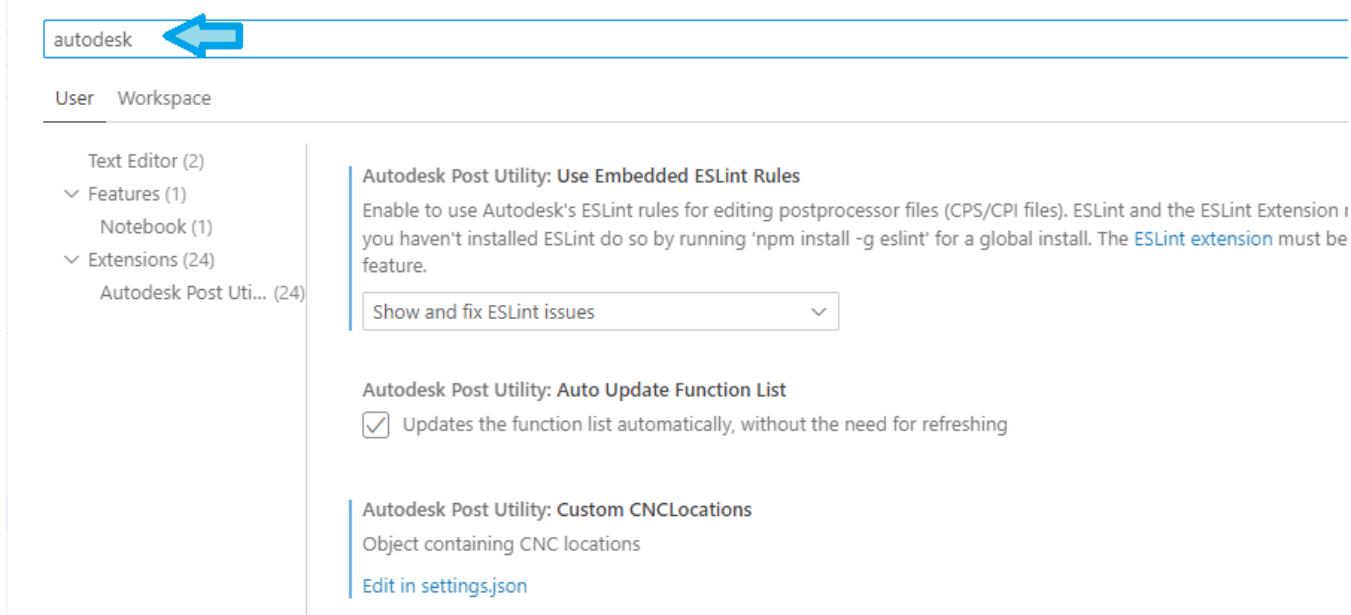 autodesk
User Workspace
Text Editor (2)
Features (1)
Notebook (1)
Extensions (24)
Autodesk Post Uti... (24)
Autodesk Post Utility: Use Embedded ESLint Rules
Enable to use Autodesk's ESLint rules for editing postprocessor files (CPS/CPI files). ESLint and the ESLint Extension
you haven't installed ESLint do so by running 'npm install -g eslint' for a global install. The ESLint extension must be
feature.
Show and fix ESLint issues
Autodesk Post Utility: Auto Update Function List
Updates the function list automatically, without the need for refreshing
Autodesk Post Utility: Custom CNCLocations
Object containing CNC locations
Edit in settings.json